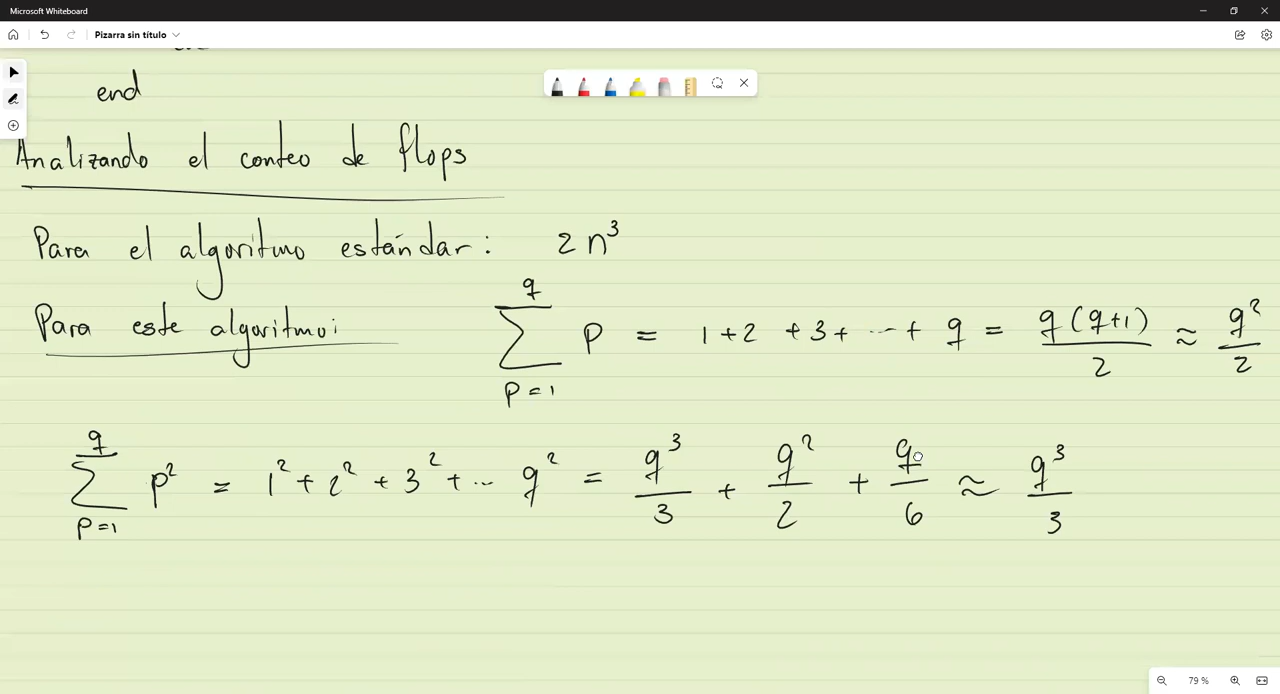 Microsoft Whiteboard
Pizarra sin título
end
Analizando el conteo de flops
Para el algoritmo estándar: 2n³
Para este algoritmo: ∑_{p=1}^{q} p = 1 + 2 + 3 + ... + q = q(q+1)/2 ≈ q²/2
∑_{p=1}^{q} p² = 1² + 2² + 3² + ... q² = q³/3 + q²/2 + q/6 ≈ q³/3
79 %